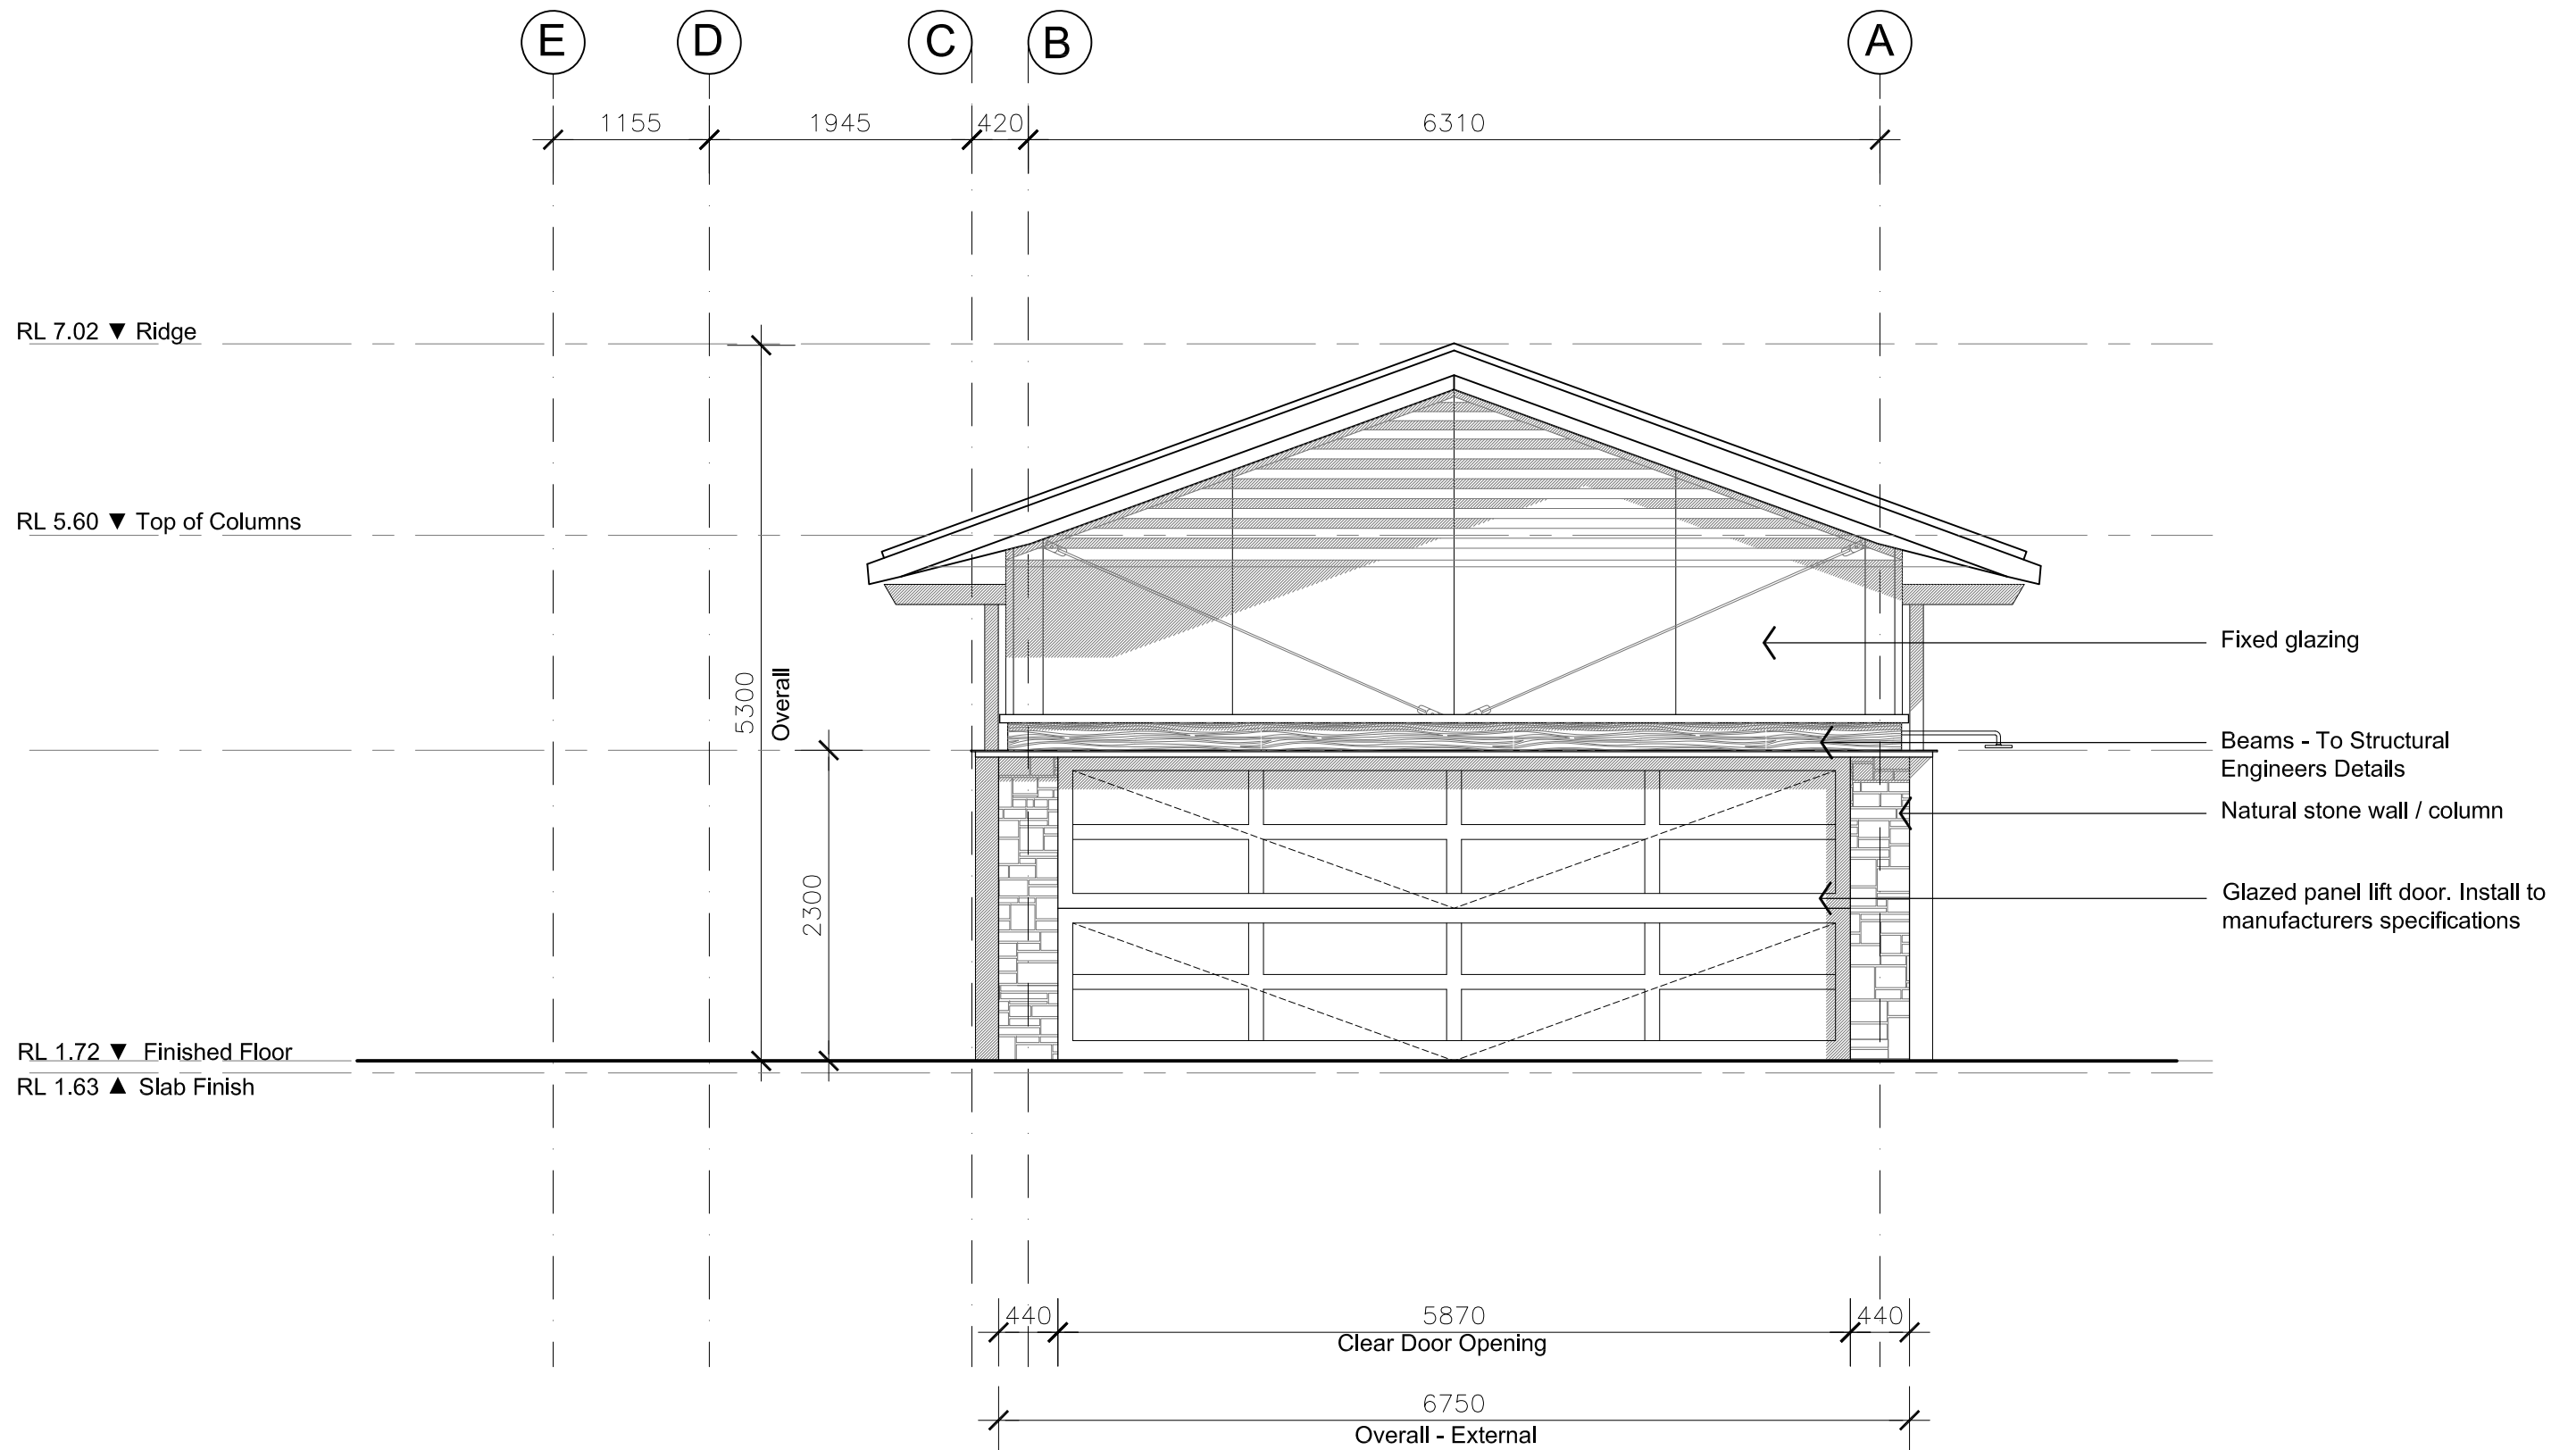 E D C B A
1155 1945 420 6310
RL 7.02 ▼ Ridge
RL 5.60 ▼ Top of Columns
Fixed glazing
5300
Overall
Beams - To Structural
Engineers Details
Natural stone wall / column
2300
Glazed panel lift door. Install to
manufacturers specifications
RL 1.72 ▼ Finished Floor
RL 1.63 ▲ Slab Finish
440 5870 440
Clear Door Opening
6750
Overall - External